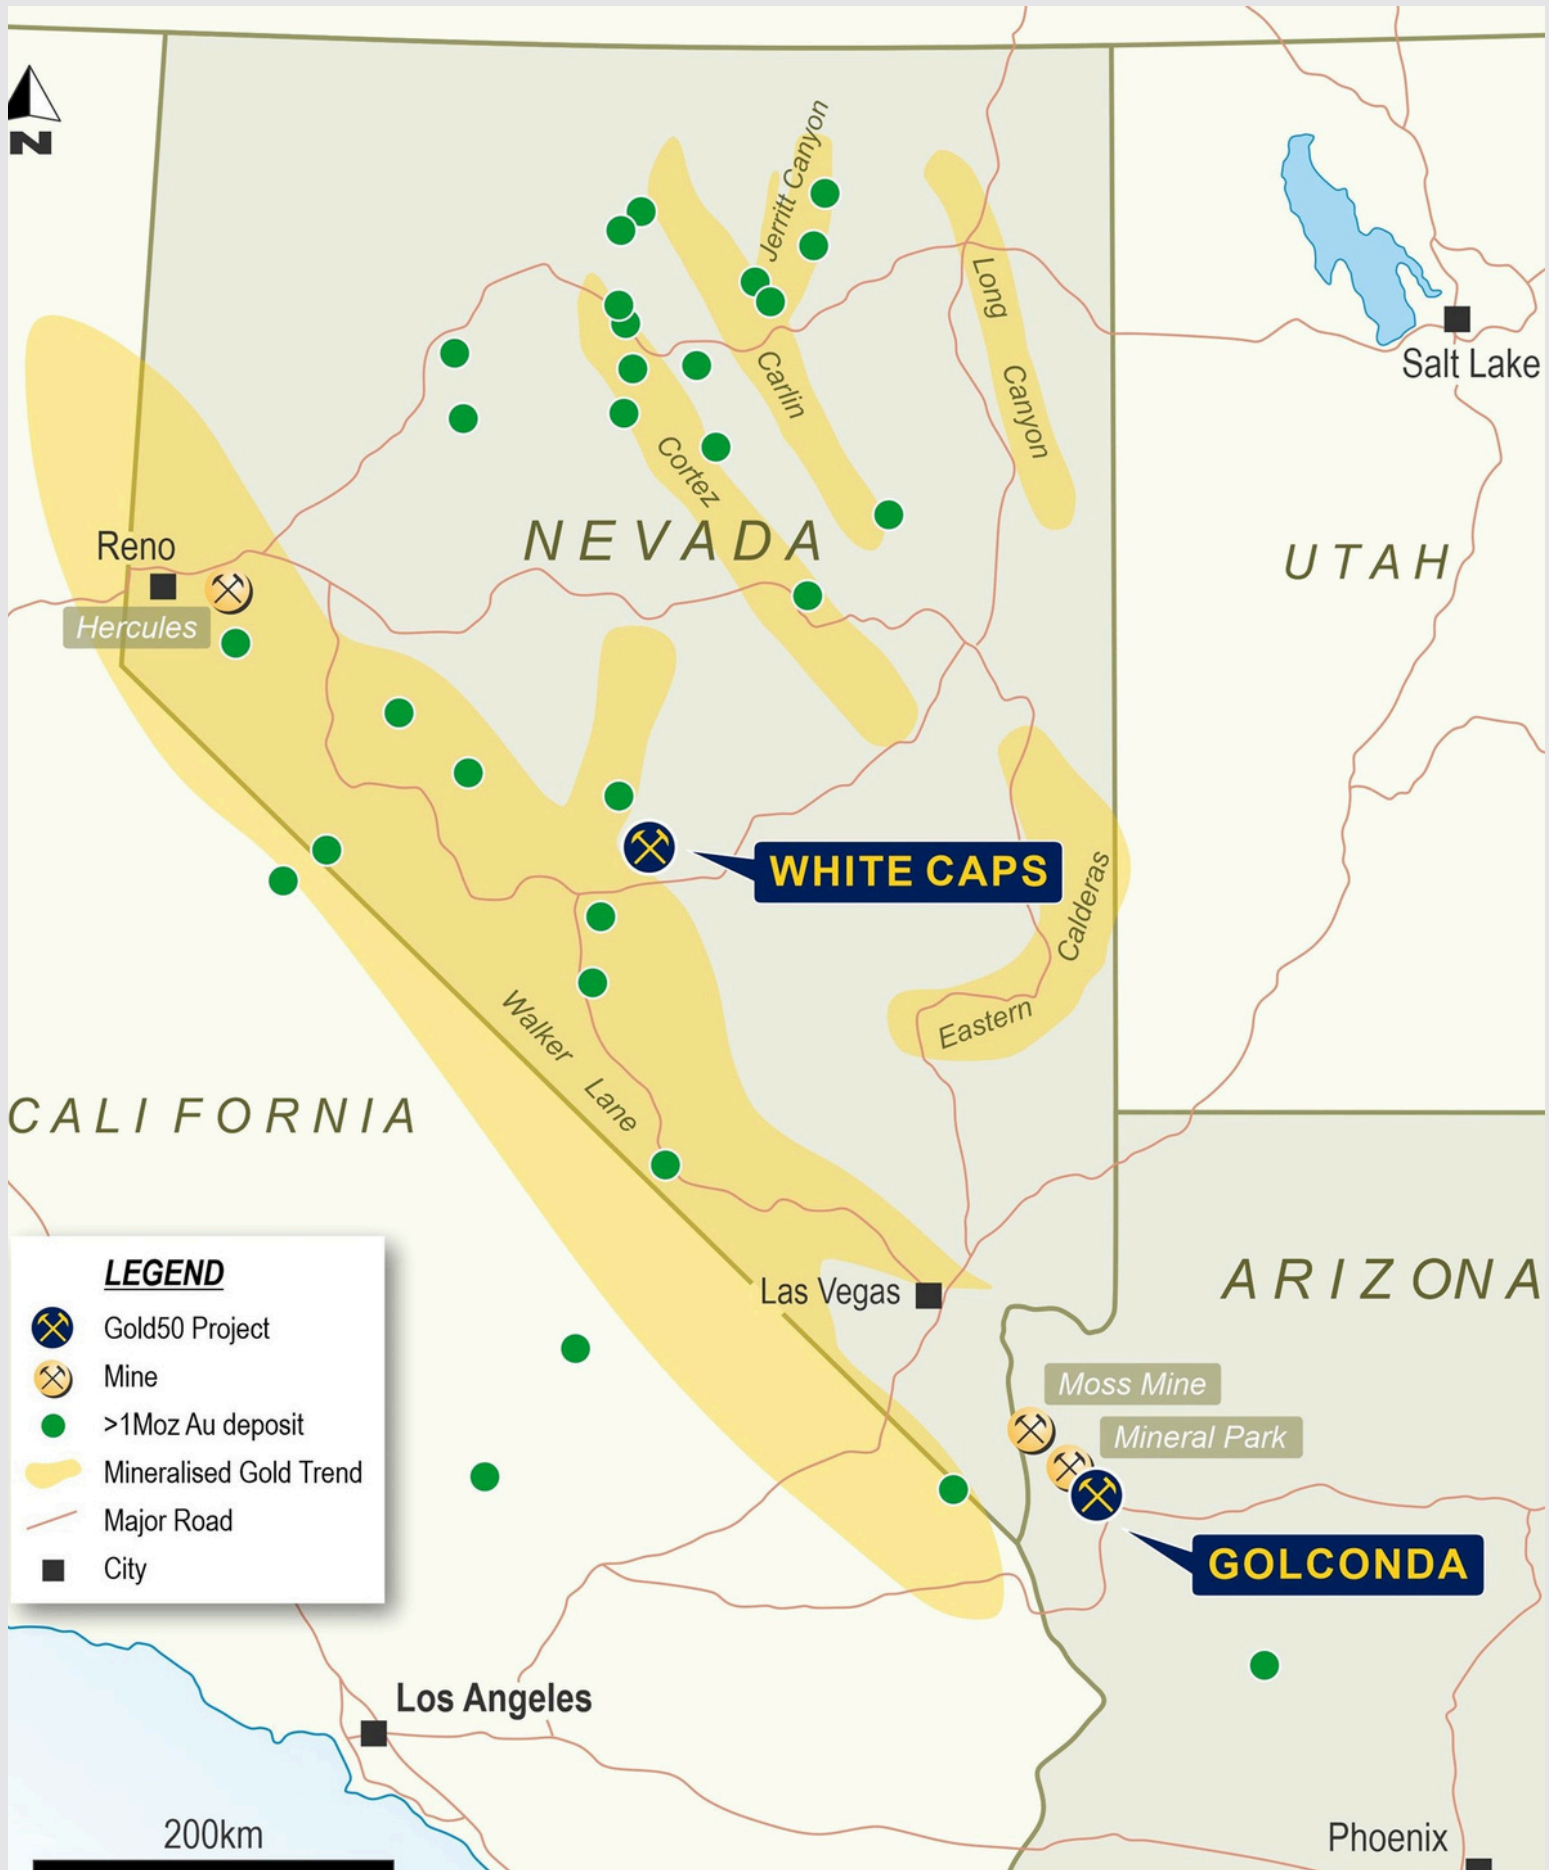 N
Jerritt Canyon
Long Canyon
Carlin
Cortez
Salt Lake
NEVADA
UTAH
Reno
Hercules
WHITE CAPS
Eastern Calderas
Walker Lane
CALIFORNIA
Las Vegas
ARIZONA
Moss Mine
Mineral Park
GOLCONDA
LEGEND
Gold50 Project
Mine
>1Moz Au deposit
Mineralised Gold Trend
Major Road
City
Los Angeles
200km
Phoenix